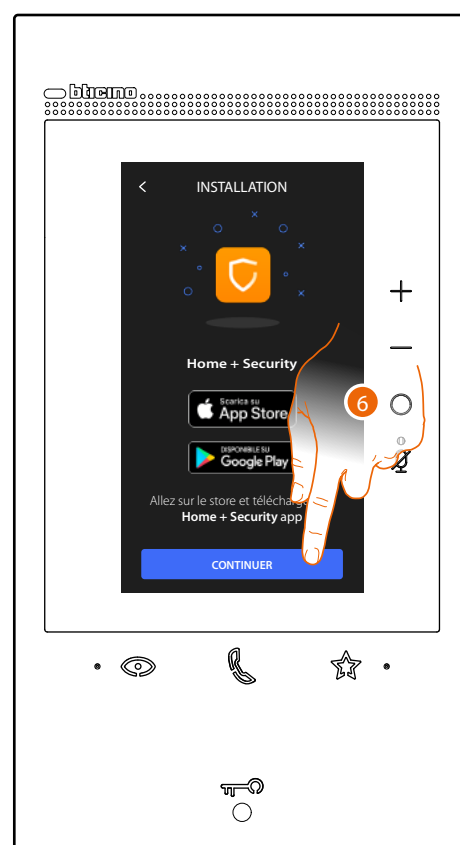 bticino
INSTALLATION
Home + Security
Scarica su
App Store
DISPONIBLE SU
Google Play
Allez sur le store et télécharg
Home + Security app
CONTINUER
6